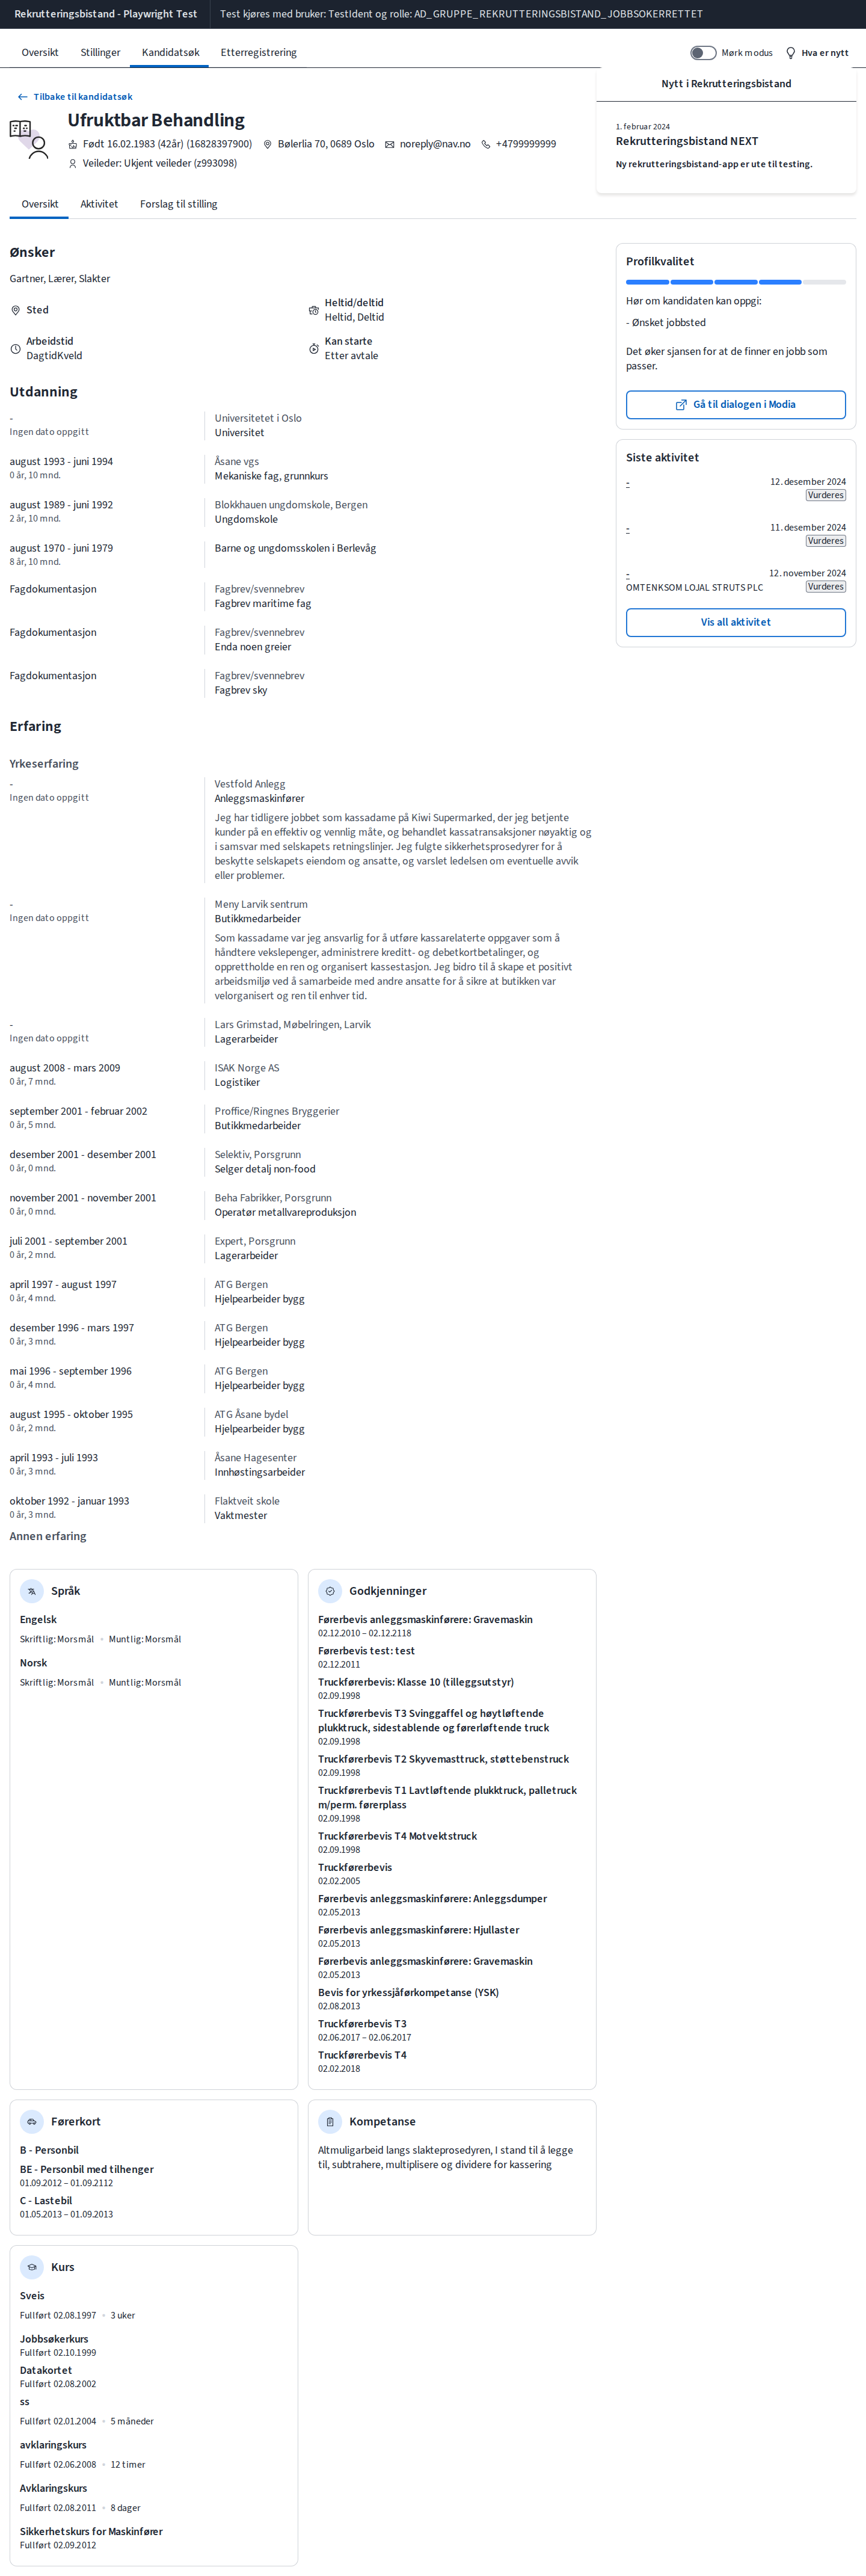 Rekrutteringsbistand - Playwright Test
Test kjøres med bruker: TestIdent og rolle: AD_GRUPPE_REKRUTTERINGSBISTAND_JOBBSOKERRETTET
Oversikt
Stillinger
Kandidatsøk
Etterregistrering
Mørk modus
Hva er nytt
Nytt i Rekrutteringsbistand
1. februar 2024
Rekrutteringsbistand NEXT
Ny rekrutteringsbistand-app er ute til testing.
Tilbake til kandidatsøk
Ufruktbar Behandling
Født 16.02.1983 (42år) (16828397900)
Bølerlia 70, 0689 Oslo
noreply@nav.no
+4799999999
Veileder: Ukjent veileder (z993098)
Oversikt
Aktivitet
Forslag til stilling
Ønsker
Gartner, Lærer, Slakter
Sted
Heltid/deltid
Heltid, Deltid
Arbeidstid
DagtidKveld
Kan starte
Etter avtale
Utdanning
-
Ingen dato oppgitt
Universitetet i Oslo
Universitet
august 1993 - juni 1994
0 år, 10 mnd.
Åsane vgs
Mekaniske fag, grunnkurs
august 1989 - juni 1992
2 år, 10 mnd.
Blokkhauen ungdomskole, Bergen
Ungdomskole
august 1970 - juni 1979
8 år, 10 mnd.
Barne og ungdomsskolen i Berlevåg
Fagdokumentasjon
Fagbrev/svennebrev
Fagbrev maritime fag
Fagdokumentasjon
Fagbrev/svennebrev
Enda noen greier
Fagdokumentasjon
Fagbrev/svennebrev
Fagbrev sky
Erfaring
Yrkeserfaring
-
Ingen dato oppgitt
Vestfold Anlegg
Anleggsmaskinfører
Jeg har tidligere jobbet som kassadame på Kiwi Supermarked, der jeg betjente
kunder på en effektiv og vennlig måte, og behandlet kassatransaksjoner nøyaktig og
i samsvar med selskapets retningslinjer. Jeg fulgte sikkerhetsprosedyrer for å
beskytte selskapets eiendom og ansatte, og varslet ledelsen om eventuelle avvik
eller problemer.
-
Ingen dato oppgitt
Meny Larvik sentrum
Butikkmedarbeider
Som kassadame var jeg ansvarlig for å utføre kassarelaterte oppgaver som å
håndtere vekslepenger, administrere kreditt- og debetkortbetalinger, og
opprettholde en ren og organisert kassestasjon. Jeg bidro til å skape et positivt
arbeidsmiljø ved å samarbeide med andre ansatte for å sikre at butikken var
velorganisert og ren til enhver tid.
-
Ingen dato oppgitt
Lars Grimstad, Møbelringen, Larvik
Lagerarbeider
august 2008 - mars 2009
0 år, 7 mnd.
ISAK Norge AS
Logistiker
september 2001 - februar 2002
0 år, 5 mnd.
Proffice/Ringnes Bryggerier
Butikkmedarbeider
desember 2001 - desember 2001
0 år, 0 mnd.
Selektiv, Porsgrunn
Selger detalj non-food
november 2001 - november 2001
0 år, 0 mnd.
Beha Fabrikker, Porsgrunn
Operatør metallvareproduksjon
juli 2001 - september 2001
0 år, 2 mnd.
Expert, Porsgrunn
Lagerarbeider
april 1997 - august 1997
0 år, 4 mnd.
ATG Bergen
Hjelpearbeider bygg
desember 1996 - mars 1997
0 år, 3 mnd.
ATG Bergen
Hjelpearbeider bygg
mai 1996 - september 1996
0 år, 4 mnd.
ATG Bergen
Hjelpearbeider bygg
august 1995 - oktober 1995
0 år, 2 mnd.
ATG Åsane bydel
Hjelpearbeider bygg
april 1993 - juli 1993
0 år, 3 mnd.
Åsane Hagesenter
Innhøstingsarbeider
oktober 1992 - januar 1993
0 år, 3 mnd.
Flaktveit skole
Vaktmester
Annen erfaring
Språk
Engelsk
Skriftlig: Morsmål • Muntlig: Morsmål
Norsk
Skriftlig: Morsmål • Muntlig: Morsmål
Godkjenninger
Førerbevis anleggsmaskinførere: Gravemaskin
02.12.2010 – 02.12.2118
Førerbevis test: test
02.12.2011
Truckførerbevis: Klasse 10 (tilleggsutstyr)
02.09.1998
Truckførerbevis T3 Svinggaffel og høytløftende
plukktruck, sidestablende og førerløftende truck
02.09.1998
Truckførerbevis T2 Skyvemasttruck, støttebenstruck
02.09.1998
Truckførerbevis T1 Lavtløftende plukktruck, palletruck
m/perm. førerplass
02.09.1998
Truckførerbevis T4 Motvektstruck
02.09.1998
Truckførerbevis
02.02.2005
Førerbevis anleggsmaskinførere: Anleggsdumper
02.05.2013
Førerbevis anleggsmaskinførere: Hjullaster
02.05.2013
Førerbevis anleggsmaskinførere: Gravemaskin
02.05.2013
Bevis for yrkessjåførkompetanse (YSK)
02.08.2013
Truckførerbevis T3
02.06.2017 – 02.06.2017
Truckførerbevis T4
02.02.2018
Førerkort
B - Personbil
BE - Personbil med tilhenger
01.09.2012 – 01.09.2112
C - Lastebil
01.05.2013 – 01.09.2013
Kompetanse
Altmuligarbeid langs slakteprosedyren, I stand til å legge
til, subtrahere, multiplisere og dividere for kassering
Kurs
Sveis
Fullført 02.08.1997 • 3 uker
Jobbsøkerkurs
Fullført 02.10.1999
Datakortet
Fullført 02.08.2002
ss
Fullført 02.01.2004 • 5 måneder
avklaringskurs
Fullført 02.06.2008 • 12 timer
Avklaringskurs
Fullført 02.08.2011 • 8 dager
Sikkerhetskurs for Maskinfører
Fullført 02.09.2012
Profilkvalitet
Hør om kandidaten kan oppgi:
- Ønsket jobbsted
Det øker sjansen for at de finner en jobb som
passer.
Gå til dialogen i Modia
Siste aktivitet
-
12. desember 2024
Vurderes
-
11. desember 2024
Vurderes
-
12. november 2024
OMTENKSOM LOJAL STRUTS PLC
Vurderes
Vis all aktivitet